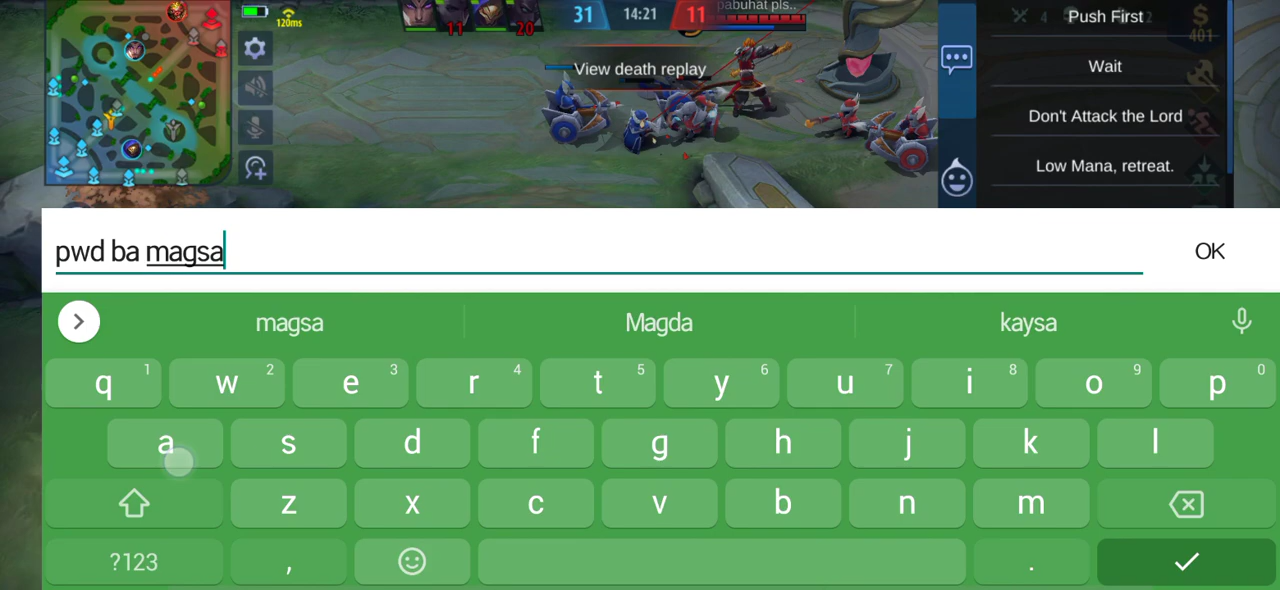 120ms
11
20
31
14:21
11
pabuhat pls..
View death replay
Push First
401
Wait
Don't Attack the Lord
Low Mana, retreat.
pwd ba magsa
OK
magsa
Magda
kaysa
q 1 w 2 e 3 r 4 t 5 y 6 u 7 i 8 o 9 p 0
a s d f g h j k l
z x c v b n m
?123 , .